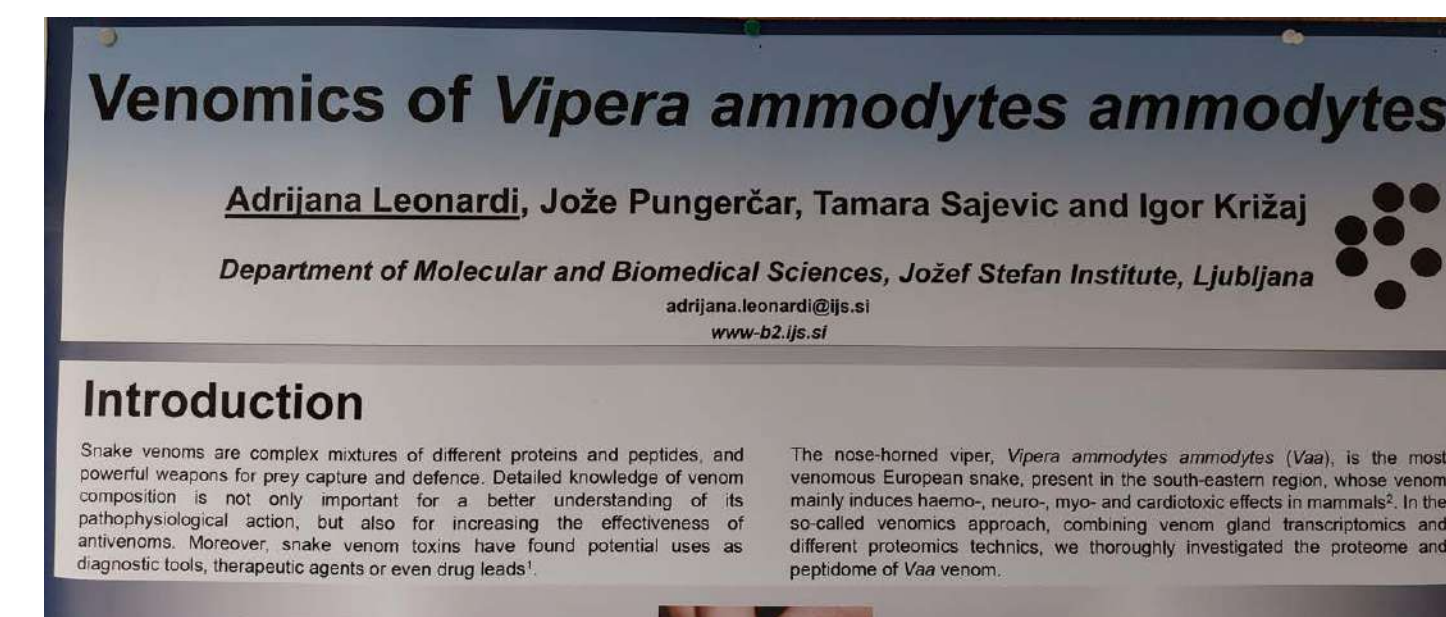 Venomics of Vipera ammodytes ammodytes
Adrijana Leonardi, Jože Pungerčar, Tamara Sajevic and Igor Križaj
Department of Molecular and Biomedical Sciences, Jožef Stefan Institute, Ljubljana
adrijana.leonardi@ijs.si
www-b2.ijs.si
Introduction
Snake venoms are complex mixtures of different proteins and peptides, and
powerful weapons for prey capture and defence. Detailed knowledge of venom
composition is not only important for a better understanding of its
pathophysiological action, but also for increasing the effectiveness of
antivenoms. Moreover, snake venom toxins have found potential uses as
diagnostic tools, therapeutic agents or even drug leads¹.
The nose-horned viper, Vipera ammodytes ammodytes (Vaa), is the most
venomous European snake, present in the south-eastern region, whose venom
mainly induces haemo-, neuro-, myo- and cardiotoxic effects in mammals². In the
so-called venomics approach, combining venom gland transcriptomics and
different proteomics technics, we thoroughly investigated the proteome and
peptidome of Vaa venom.